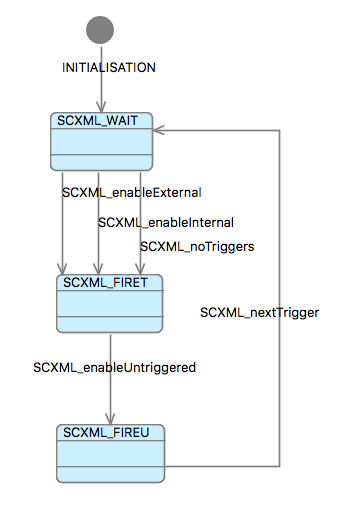 INITIALISATION
SCXML_WAIT
SCXML_enableExternal
SCXML_enableInternal
SCXML_noTriggers
SCXML_FIRET
SCXML_nextTrigger
SCXML_enableUntriggered
SCXML_FIREU